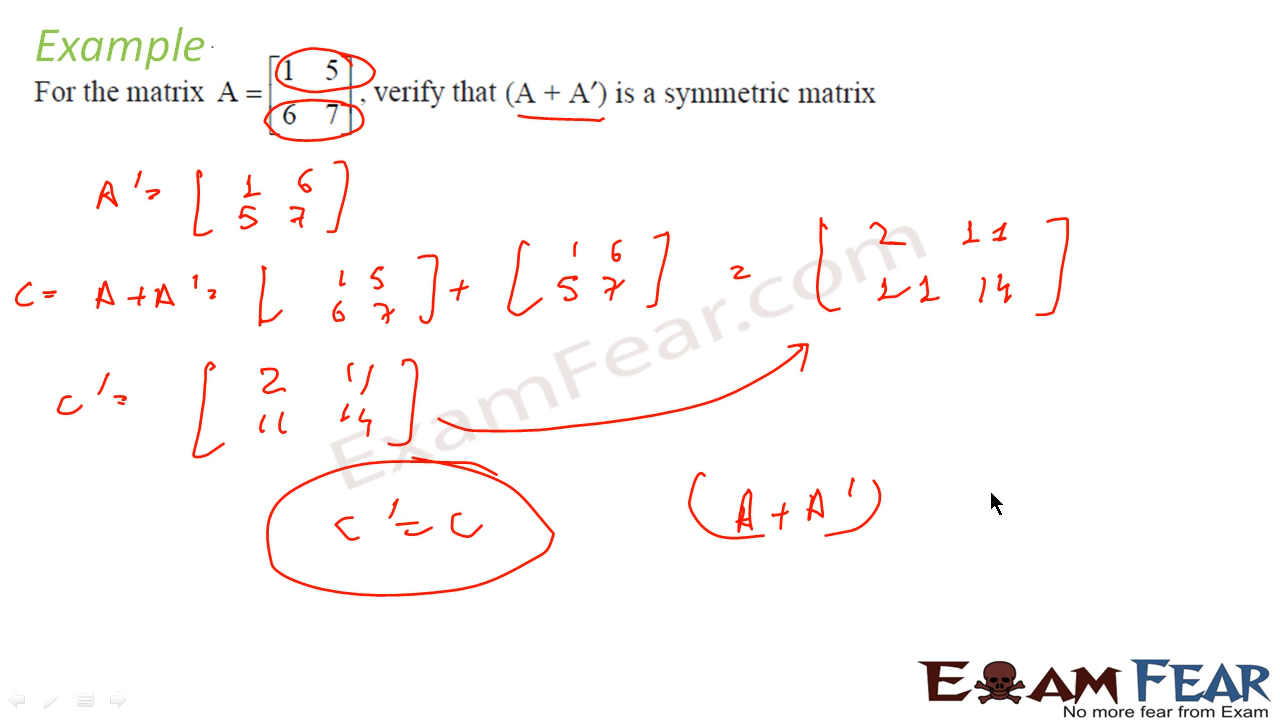 Example
For the matrix A = [1 5
6 7], verify that (A + A′) is a symmetric matrix
A' = [1 6
5 7]
C = A + A' = [1 5
6 7] + [1 6
5 7] = [2 11
11 14]
C' = [2 11
11 14]
C' = C (A + A')
ExamFear.com
EXAM FEAR
No more fear from Exam